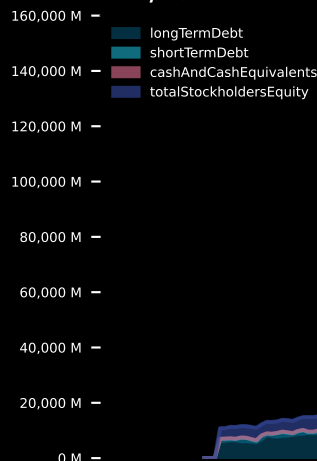 160,000 M
longTermDebt
shortTermDebt
140,000 M
cashAndCashEquivalents
totalStockholdersEquity
120,000 M
100,000 M
80,000 M
60,000 M
40,000 M
20,000 M
0 M